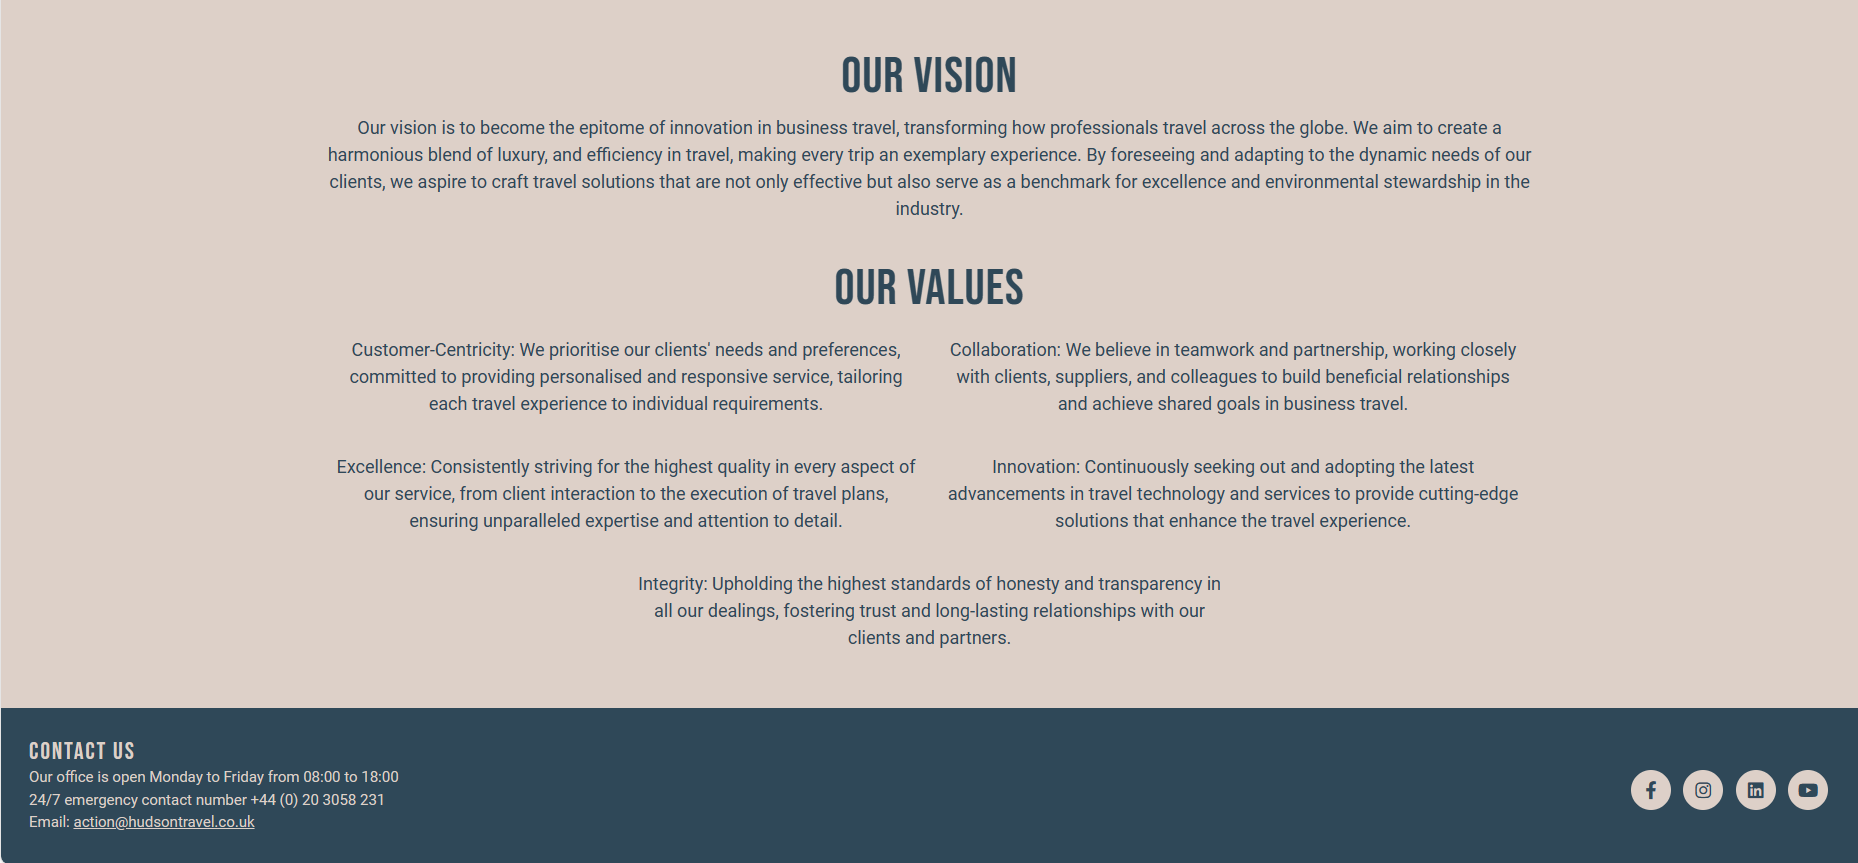 OUR VISION
Our vision is to become the epitome of innovation in business travel, transforming how professionals travel across the globe. We aim to create a
harmonious blend of luxury, and efficiency in travel, making every trip an exemplary experience. By foreseeing and adapting to the dynamic needs of our
clients, we aspire to craft travel solutions that are not only effective but also serve as a benchmark for excellence and environmental stewardship in the
industry.
OUR VALUES
Customer-Centricity: We prioritise our clients' needs and preferences,
committed to providing personalised and responsive service, tailoring
each travel experience to individual requirements.
Collaboration: We believe in teamwork and partnership, working closely
with clients, suppliers, and colleagues to build beneficial relationships
and achieve shared goals in business travel.
Excellence: Consistently striving for the highest quality in every aspect of
our service, from client interaction to the execution of travel plans,
ensuring unparalleled expertise and attention to detail.
Innovation: Continuously seeking out and adopting the latest
advancements in travel technology and services to provide cutting-edge
solutions that enhance the travel experience.
Integrity: Upholding the highest standards of honesty and transparency in
all our dealings, fostering trust and long-lasting relationships with our
clients and partners.
CONTACT US
Our office is open Monday to Friday from 08:00 to 18:00
24/7 emergency contact number +44 (0) 20 3058 231
Email: action@hudsontravel.co.uk